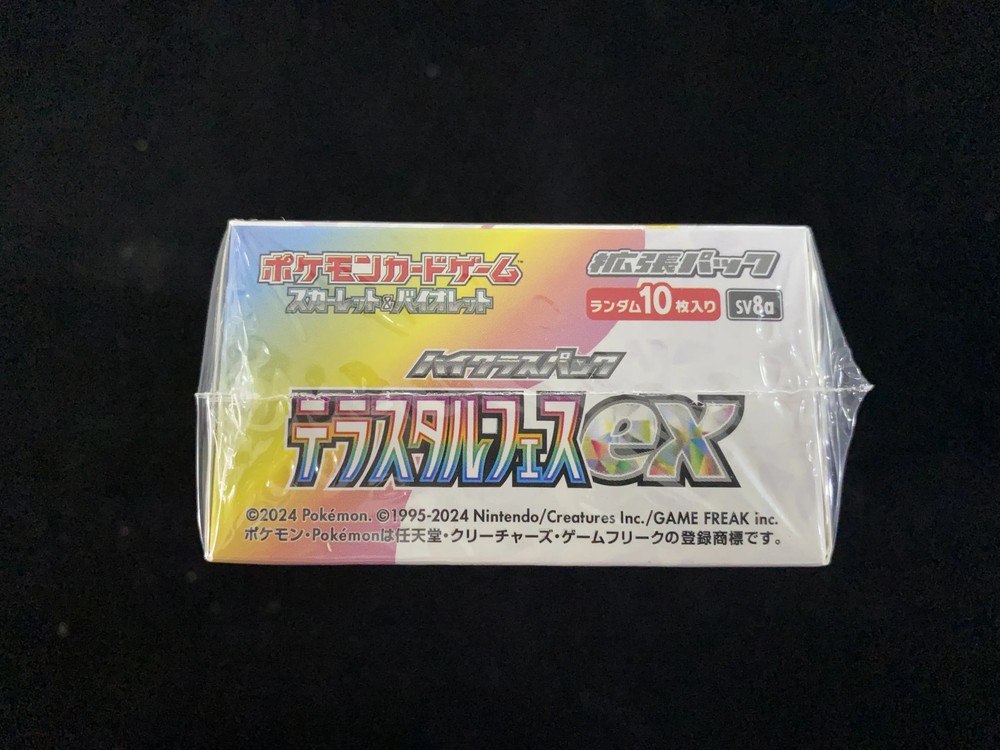 ポケモンカードゲーム™
スカーレット&バイオレット
拡張パック
ランダム10枚入り SV8a
ハイクラスパック
テラスタルフェスex
©2024 Pokémon. ©1995-2024 Nintendo/Creatures Inc./GAME FREAK inc.
ポケモン・Pokémonは任天堂・クリーチャーズ・ゲームフリークの登録商標です。